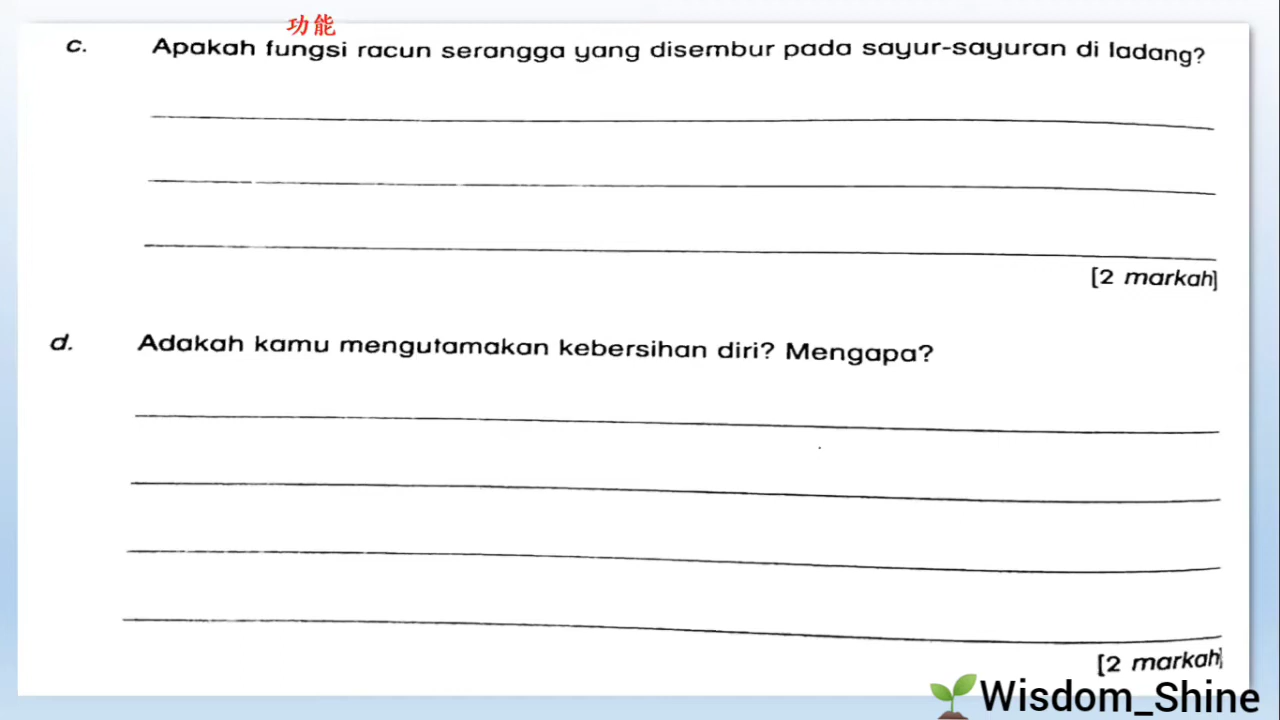 功能
c. Apakah fungsi racun serangga yang disembur pada sayur-sayuran di ladang?
[2 markah]
d. Adakah kamu mengutamakan kebersihan diri? Mengapa?
[2 markah]
Wisdom_Shine